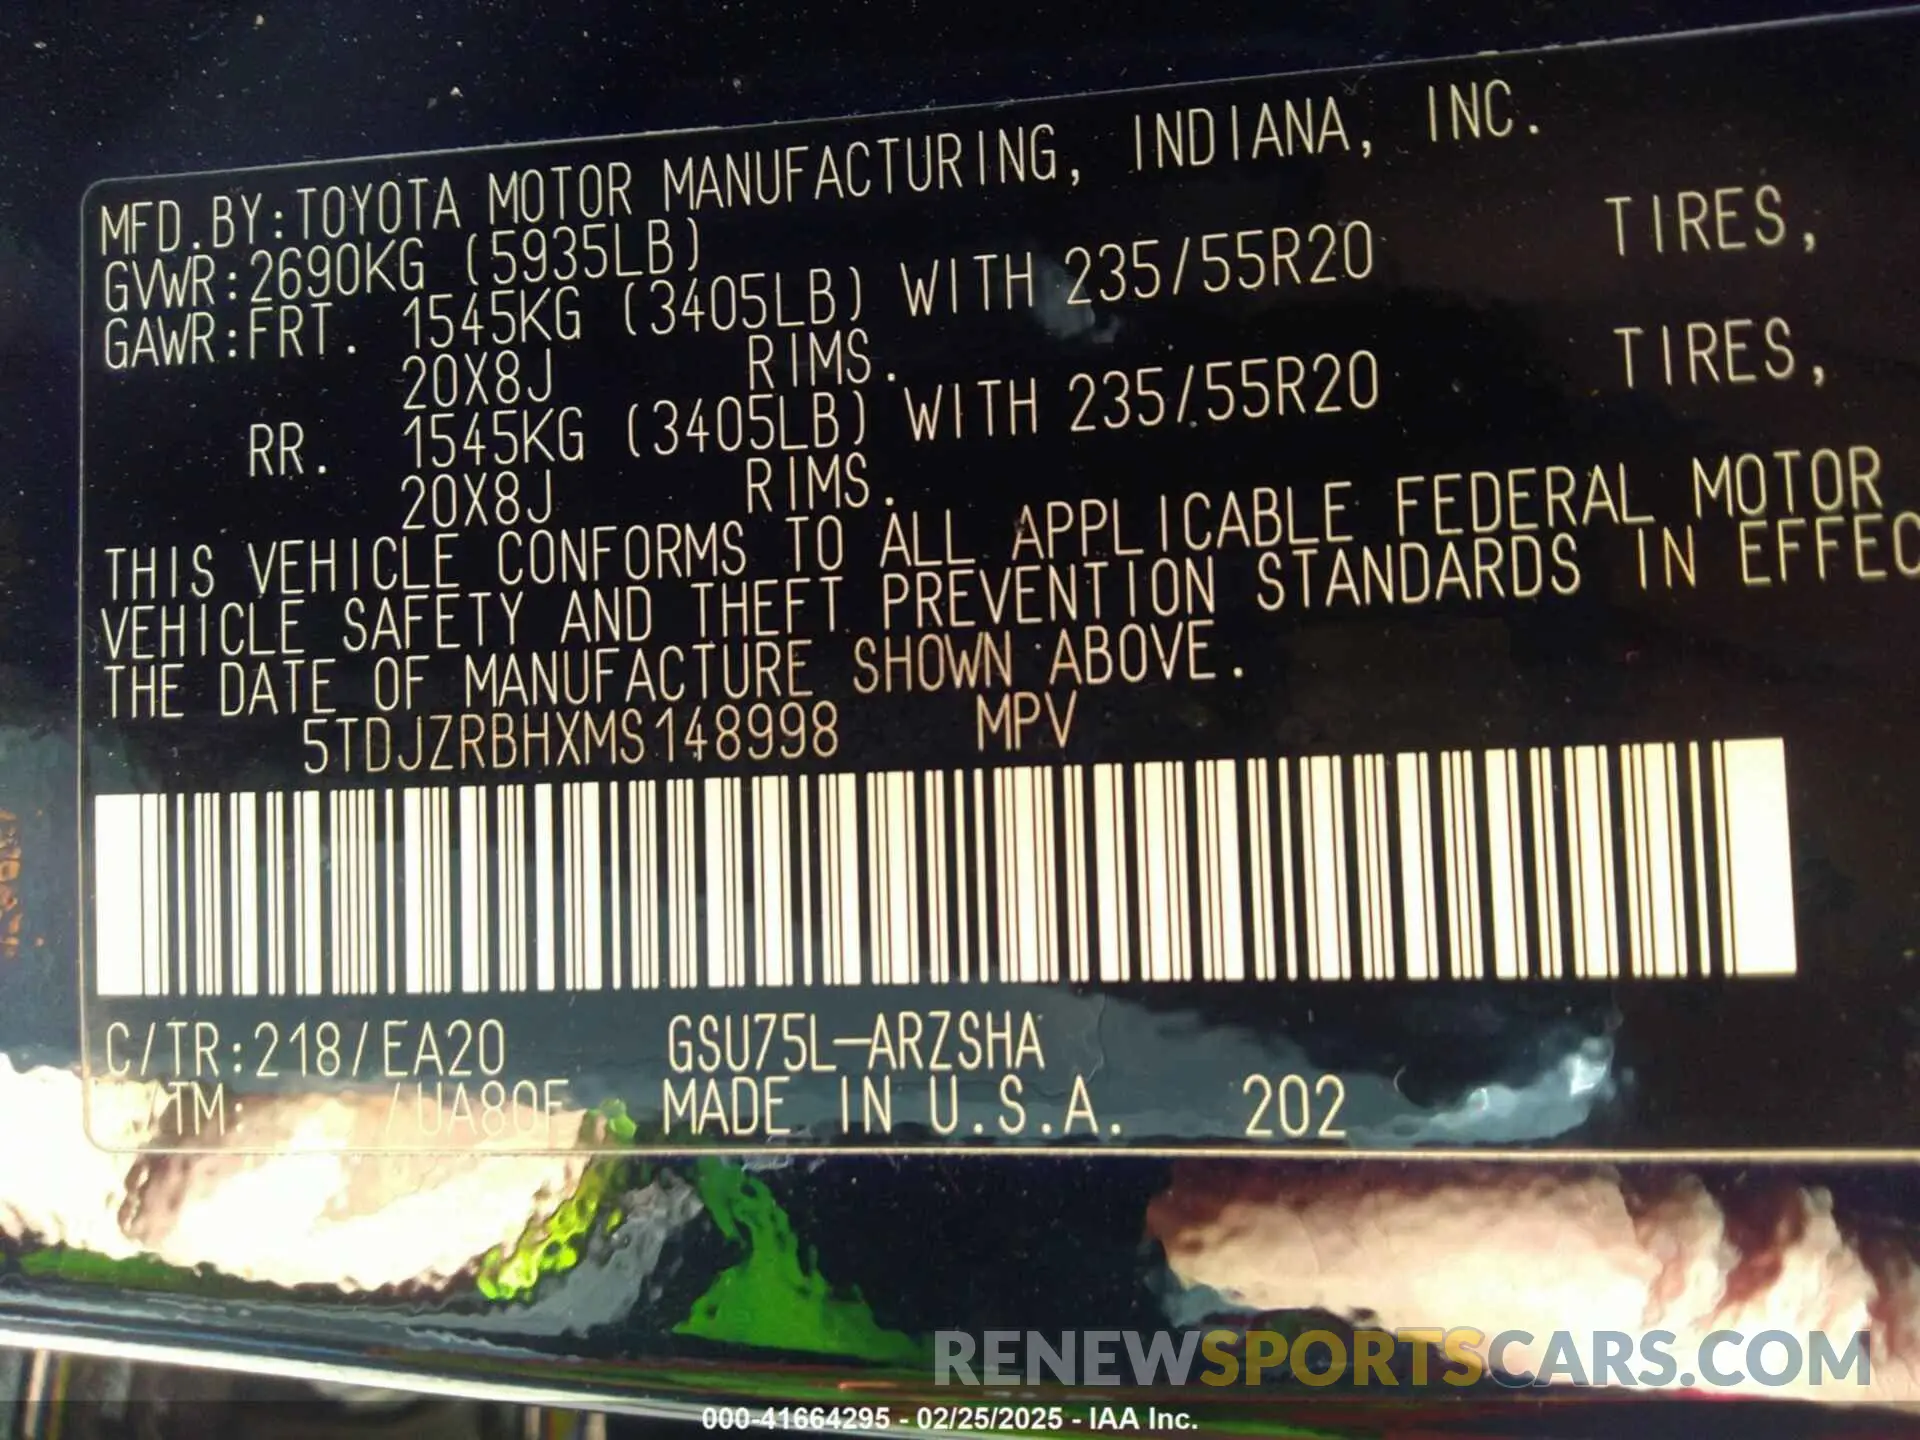 MFD.BY:TOYOTA MOTOR MANUFACTURING, INDIANA, INC.
GVWR:2690KG (5935LB)
GAWR:FRT. 1545KG (3405LB) WITH 235/55R20 TIRES,
20X8J RIMS.
RR. 1545KG (3405LB) WITH 235/55R20 TIRES,
20X8J RIMS.
THIS VEHICLE CONFORMS TO ALL APPLICABLE FEDERAL MOTOR
VEHICLE SAFETY AND THEFT PREVENTION STANDARDS IN EFFEC
THE DATE OF MANUFACTURE SHOWN ABOVE.
5TDJZRBHXMS148998 MPV
C/TR:218/EA20 GSU75L-ARZSHA
/TM: /UA80F MADE IN U.S.A. 202
RENEWSPORTSCARS.COM
000-41664295 - 02/25/2025 - IAA Inc.